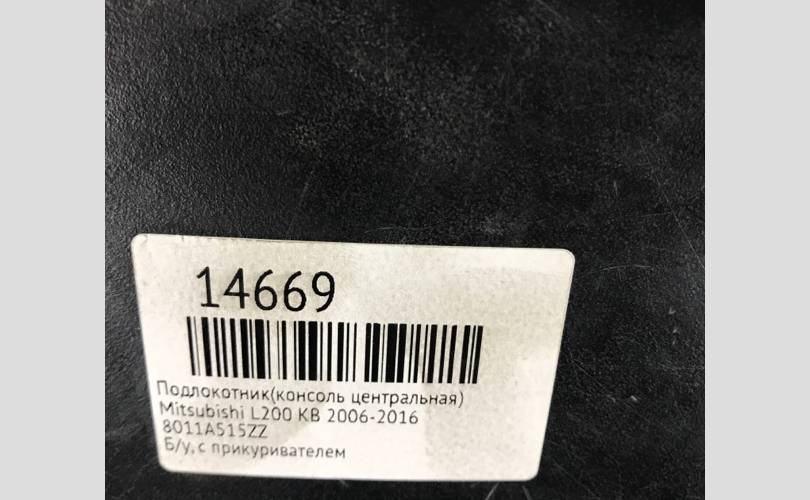 14669
Подлокотник(консоль центральная)
Mitsubishi L200 KB 2006-2016
8011A515ZZ
Б/у, с прикуривателем